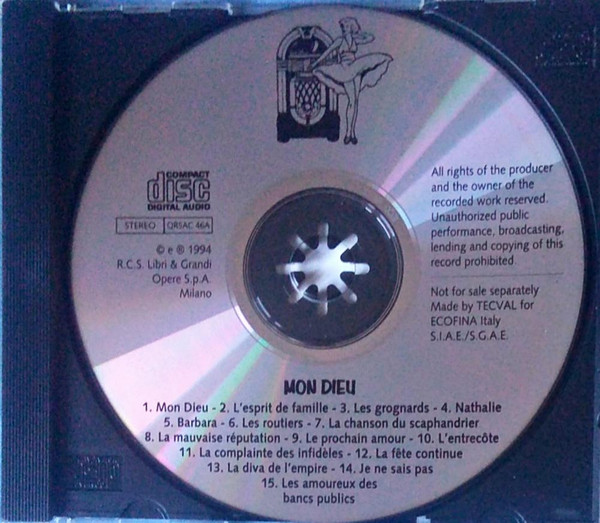 COMPACT
disc
DIGITAL AUDIO
STEREO QRSAC 46A
© e ℗ 1994
R.C.S. Libri & Grandi
Opere S.p.A.
Milano
All rights of the producer
and the owner of the
recorded work reserved.
Unauthorized public
performance, broadcasting,
lending and copying of this
record prohibited
Not for sale separately
Made by TECVAL for
ECOFINA Italy
S.I.A.E./S.G.A.E.
MON DIEU
1. Mon Dieu - 2. L'esprit de famille - 3. Les grognards - 4. Nathalie
5. Barbara - 6. Les routiers - 7. La chanson du scaphandrier
8. La mauvaise réputation - 9. Le prochain amour - 10. L'entrecôte
11. La complainte des infidèles - 12. La fête continue
13. La diva de l'empire - 14. Je ne sais pas
15. Les amoureux des
bancs publics